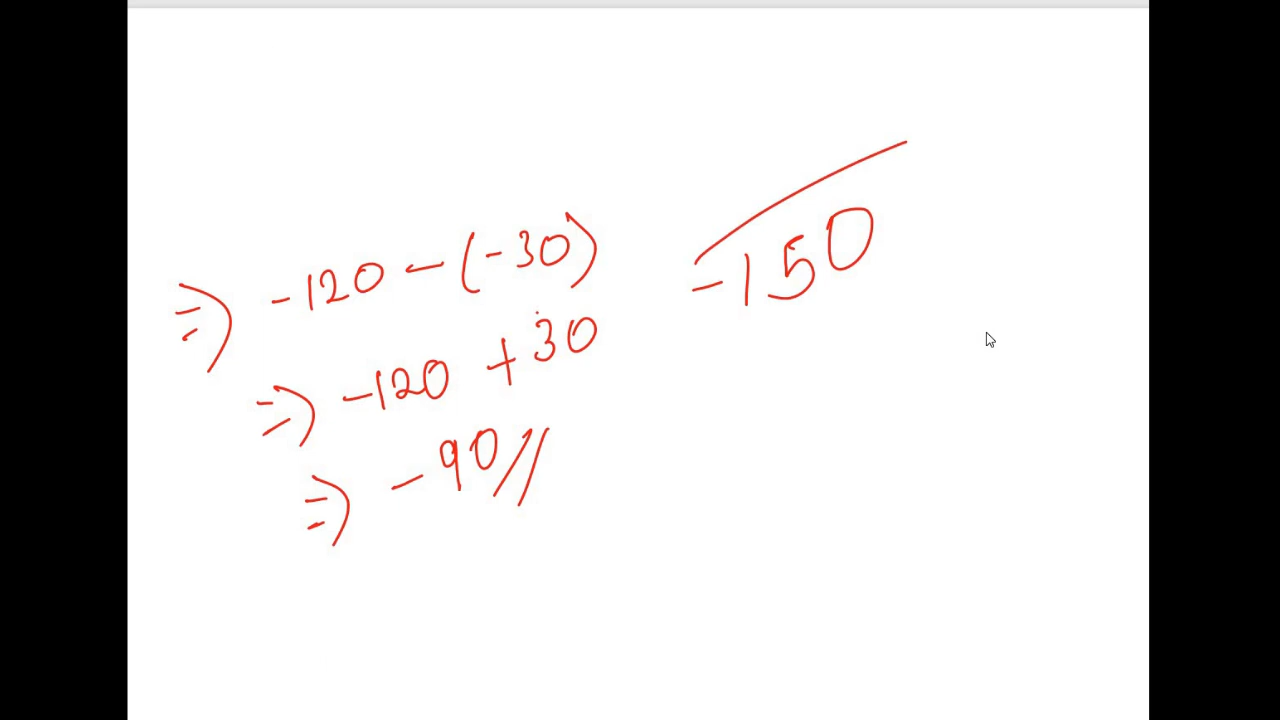 ⇒ -120 - (-30)
⇒ -120 + 30
⇒ -90 //
-150